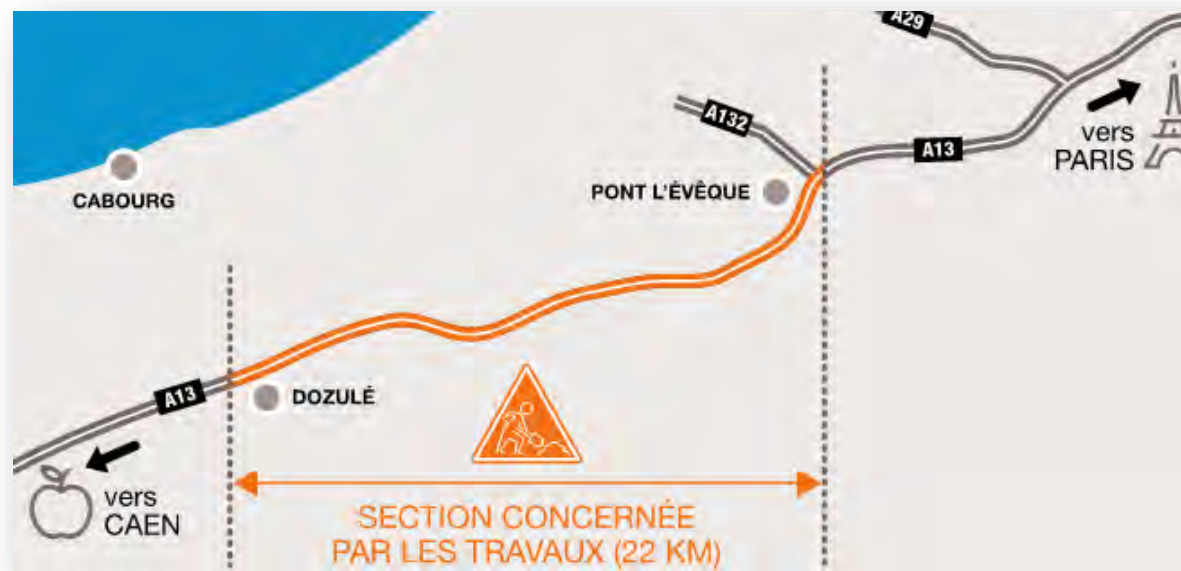 A29
A132
A13
vers
PARIS
CABOURG
PONT L'ÉVÊQUE
A13
DOZULÉ
vers
CAEN
SECTION CONCERNÉE
PAR LES TRAVAUX (22 KM)